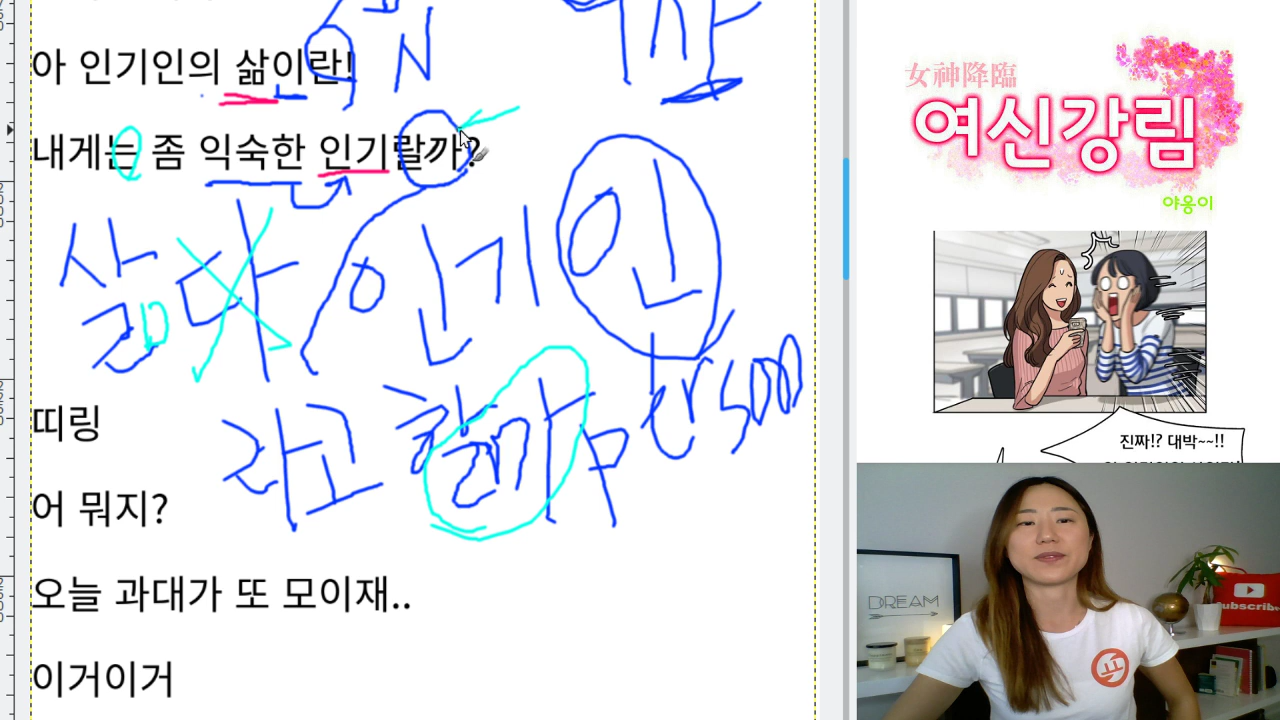 아 인기인의 삶이란!
N
내게는 좀 익숙한 인기랄까?
살다
인기인
person
라고 할까
띠링
어 뭐지?
오늘 과대가 또 모이재..
이거이거
女神降臨
여신강림
야옹이
진짜!? 대박~~!!
DREAM
Subscribe